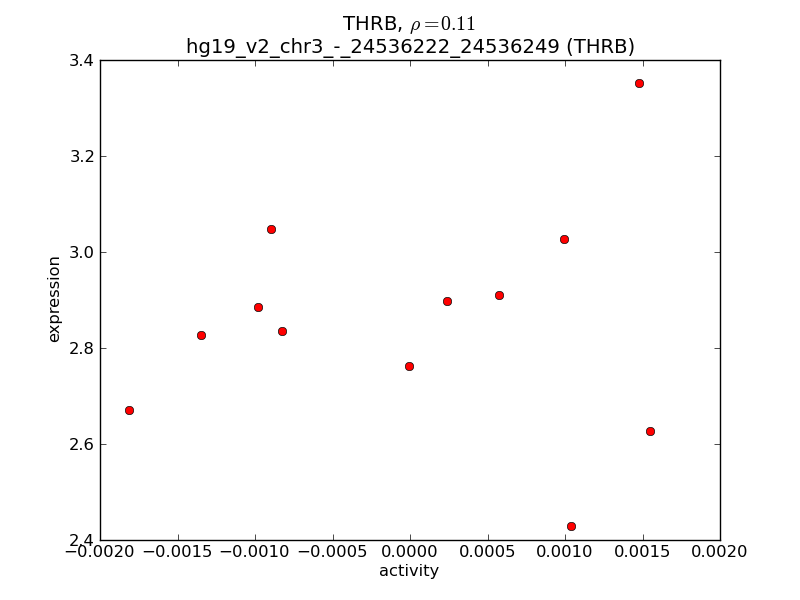 THRB, ρ=0.11
hg19_v2_chr3_-_24536222_24536249 (THRB)
3.4
3.2
3.0
2.8
2.6
2.4
expression
−0.0020 −0.0015 −0.0010 −0.0005 0.0000 0.0005 0.0010 0.0015 0.0020
activity